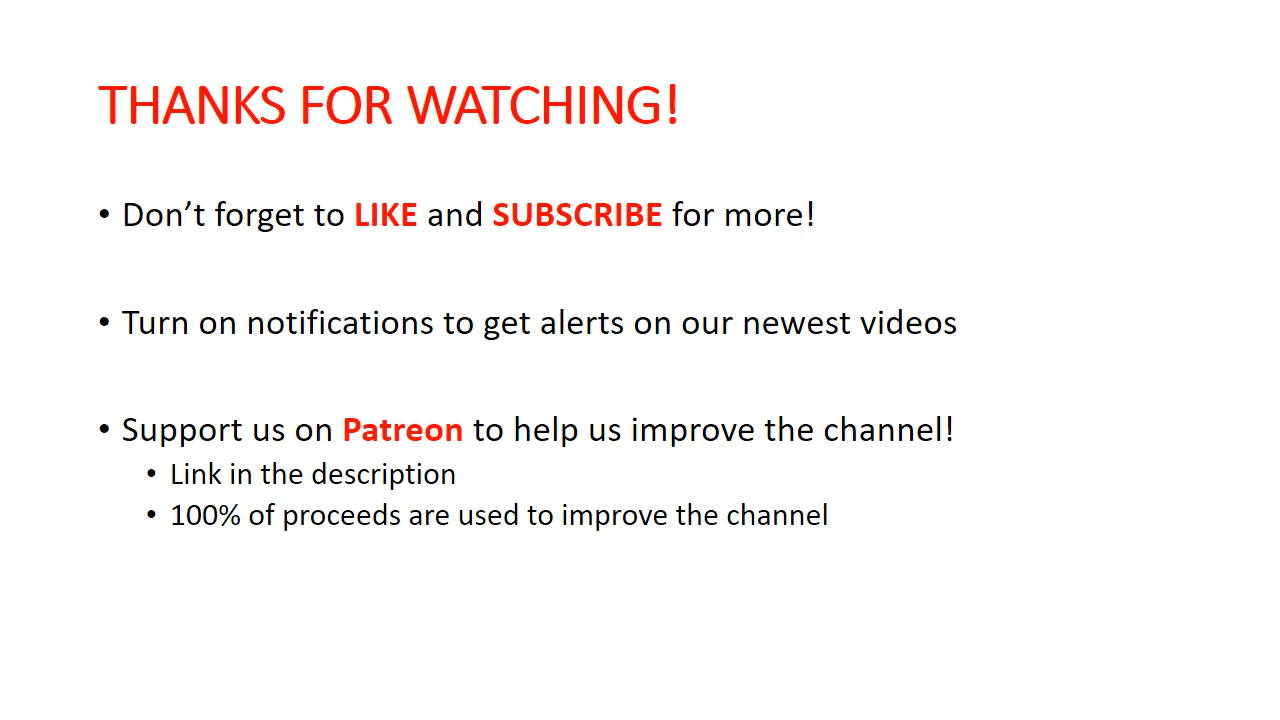 THANKS FOR WATCHING!
• Don’t forget to LIKE and SUBSCRIBE for more!
• Turn on notifications to get alerts on our newest videos
• Support us on Patreon to help us improve the channel!
• Link in the description
• 100% of proceeds are used to improve the channel